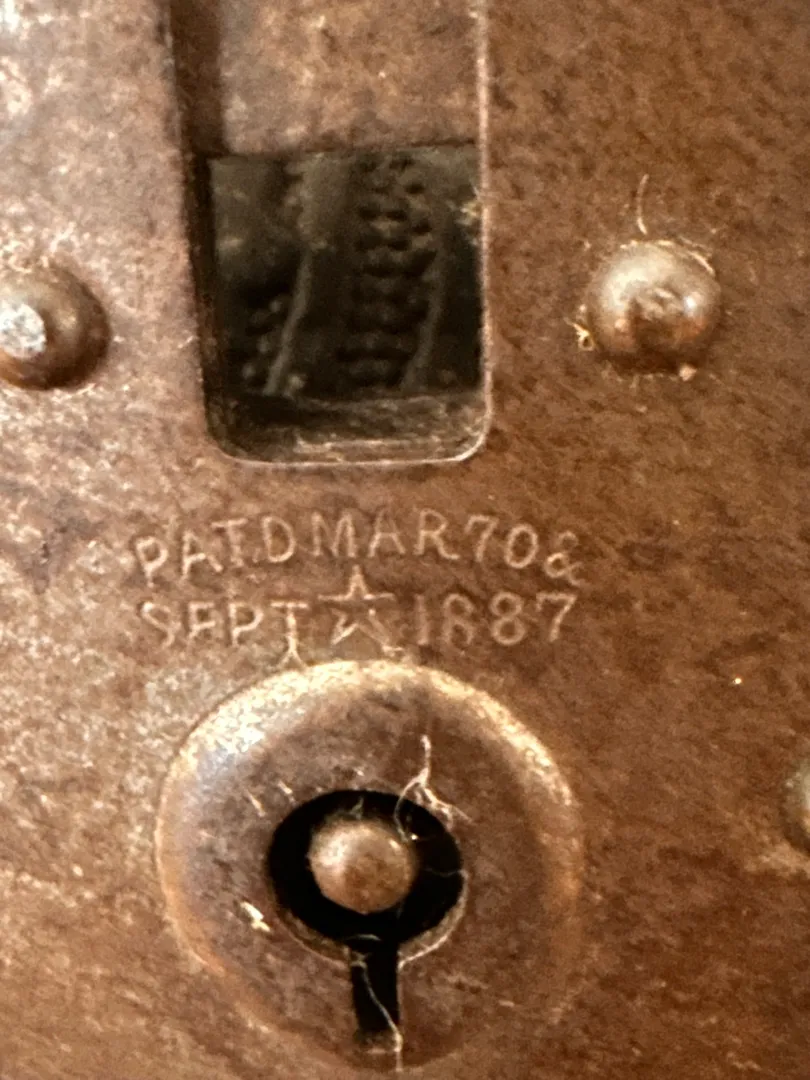 PAT.D MAR 70 &
SEPT ☆ 1887